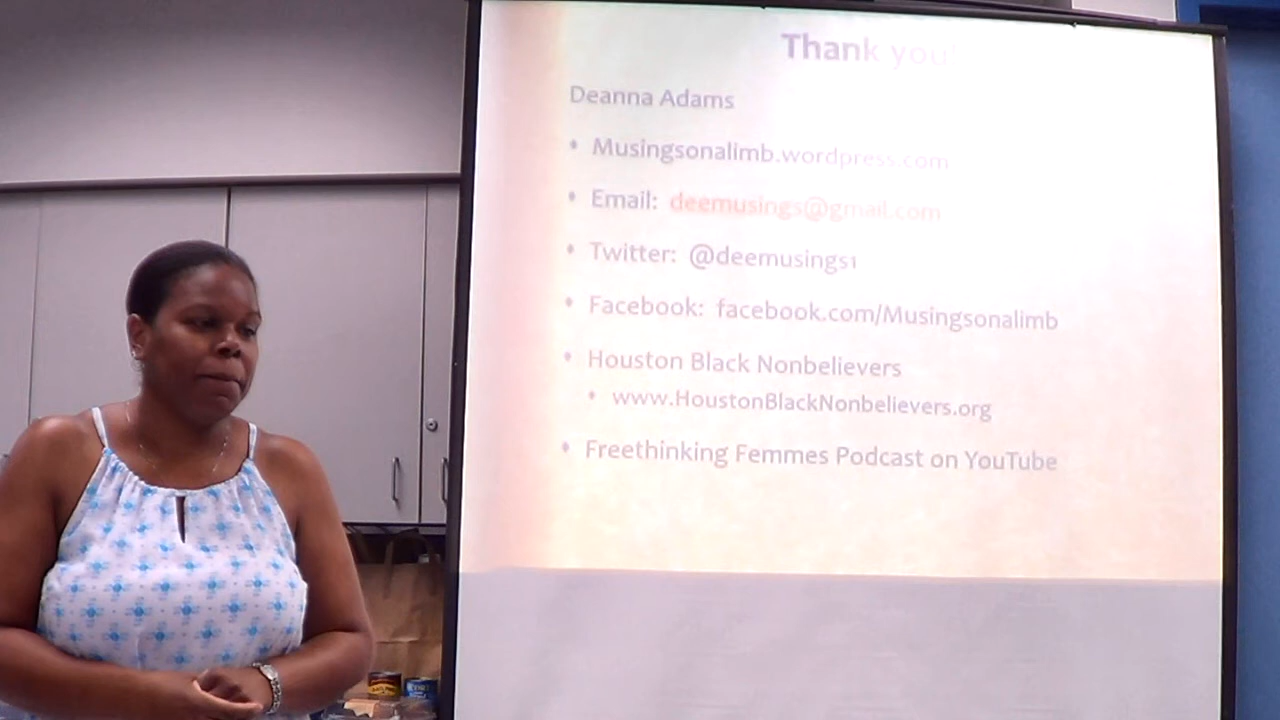 Thank you!
Deanna Adams
• Musingsonalimb.wordpress.com
• Email: deemusings@gmail.com
• Twitter: @deemusings1
• Facebook: facebook.com/Musingsonalimb
• Houston Black Nonbelievers
• www.HoustonBlackNonbelievers.org
• Freethinking Femmes Podcast on YouTube